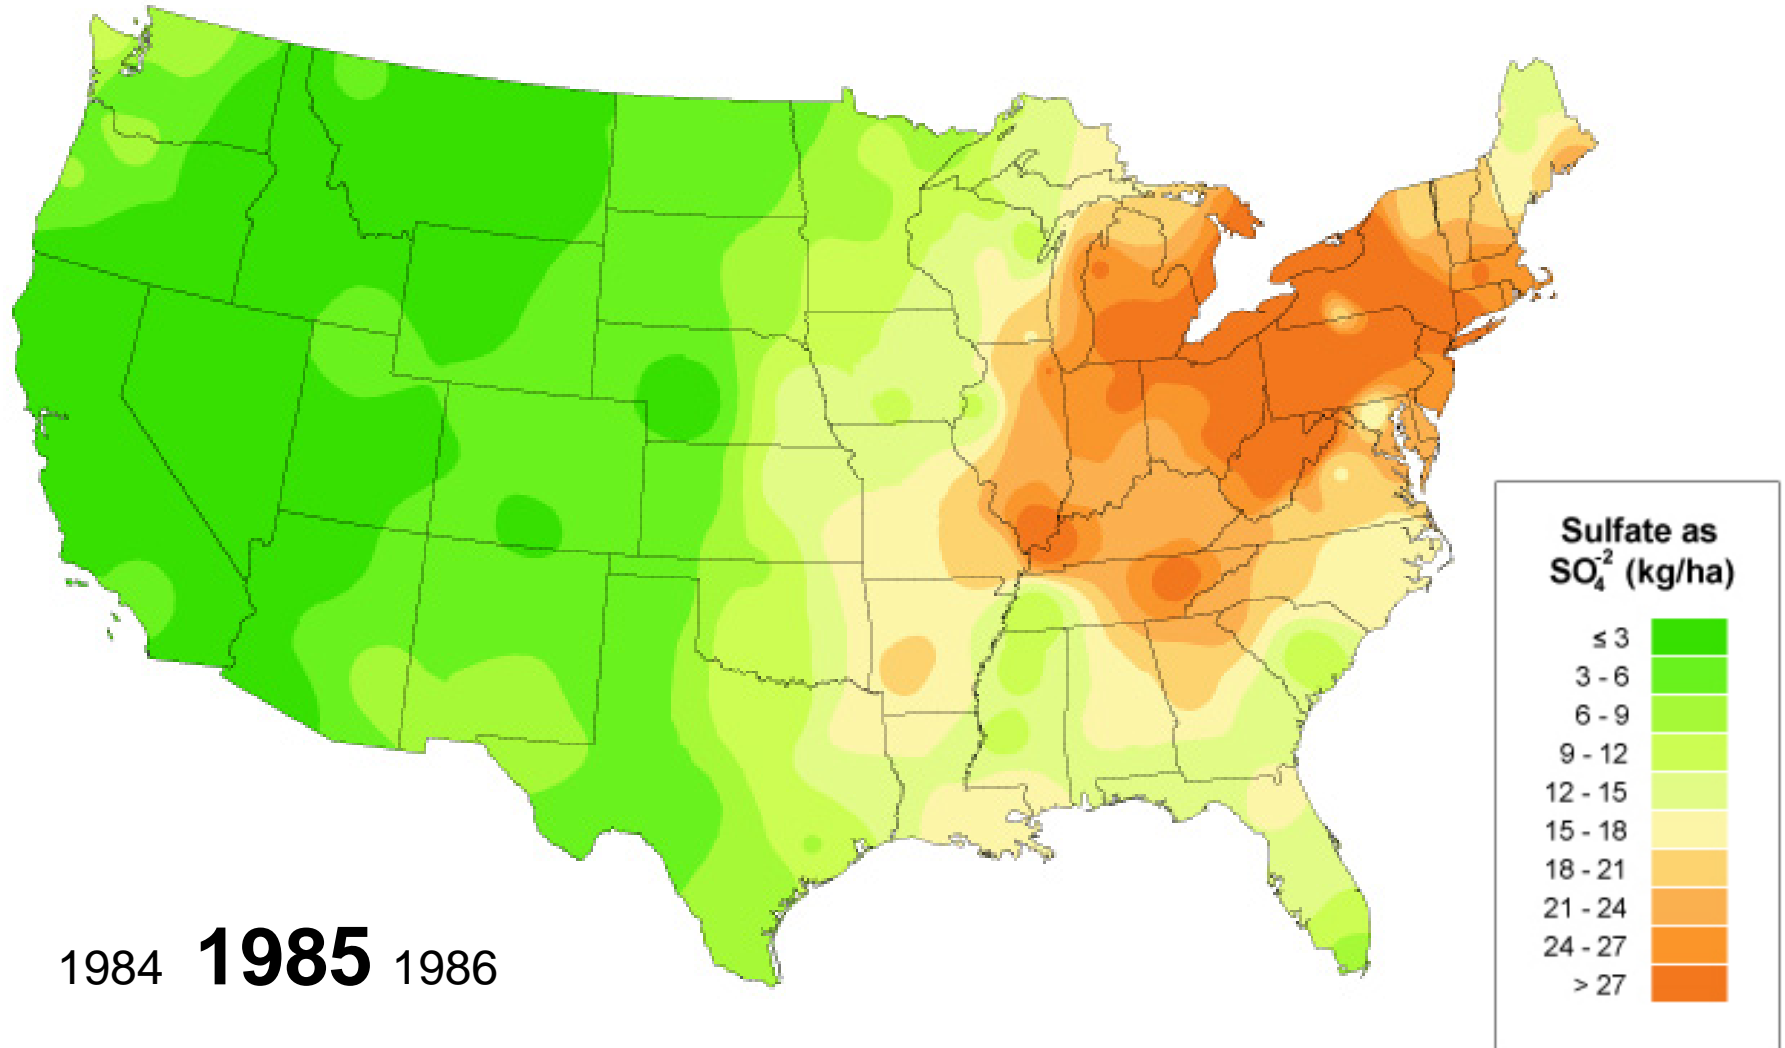 Sulfate as
SO₄⁻² (kg/ha)
≤ 3
3 - 6
6 - 9
9 - 12
12 - 15
15 - 18
18 - 21
21 - 24
24 - 27
> 27
1984 1985 1986